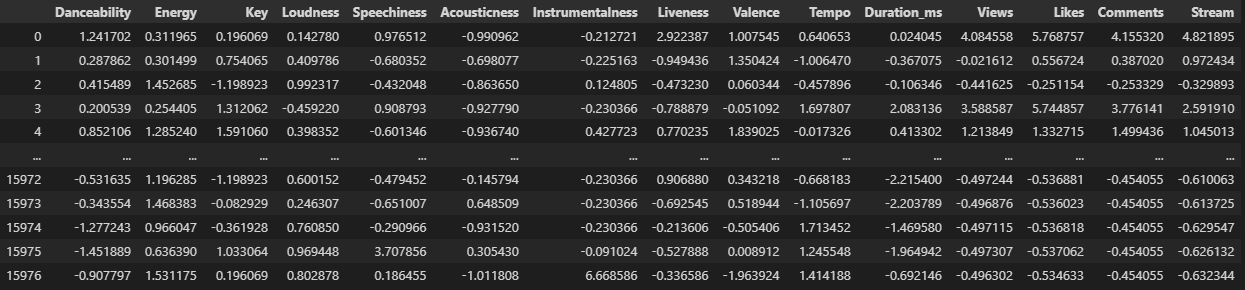 Danceability Energy Key Loudness Speechiness Acousticness Instrumentalness Liveness Valence Tempo Duration_ms Views Likes Comments Stream
0 1.241702 0.311965 0.196069 0.142780 0.976512 -0.990962 -0.212721 2.922387 1.007545 0.640653 0.024045 4.084558 5.768757 4.155320 4.821895
1 0.287862 0.301499 0.754065 0.409786 -0.680352 -0.698077 -0.225163 -0.949436 1.350424 -1.006470 -0.367075 -0.021612 0.556724 0.387020 0.972434
2 0.415489 1.452685 -1.198923 0.992317 -0.432048 -0.863650 0.124805 -0.473230 0.060344 -0.457896 -0.106346 -0.441625 -0.251154 -0.253329 -0.329893
3 0.200539 0.254405 1.312062 -0.459220 0.908793 -0.927790 -0.230366 -0.788879 -0.051092 1.697807 2.083136 3.588587 5.744857 3.776141 2.591910
4 0.852106 1.285240 1.591060 0.398352 -0.601346 -0.936740 0.427723 0.770235 1.839025 -0.017326 0.413302 1.213849 1.332715 1.499436 1.045013
... ... ... ... ... ... ... ... ... ... ... ... ... ... ... ...
15972 -0.531635 1.196285 -1.198923 0.600152 -0.479452 -0.145794 -0.230366 0.906880 0.343218 -0.668183 -2.215400 -0.497244 -0.536881 -0.454055 -0.610063
15973 -0.343554 1.468383 -0.082929 0.246307 -0.651007 0.648509 -0.230366 -0.692545 0.518944 -1.105697 -2.203789 -0.496876 -0.536023 -0.454055 -0.613725
15974 -1.277243 0.966047 -0.361928 0.760850 -0.290966 -0.931520 -0.230366 -0.213606 -0.505406 1.713452 -1.469580 -0.497115 -0.536818 -0.454055 -0.629547
15975 -1.451889 0.636390 1.033064 0.969448 3.707856 0.305430 -0.091024 -0.527888 0.008912 1.245548 -1.964942 -0.497307 -0.537062 -0.454055 -0.626132
15976 -0.907797 1.531175 0.196069 0.802878 0.186455 -1.011808 6.668586 -0.336586 -1.963924 1.414188 -0.692146 -0.496302 -0.534633 -0.454055 -0.632344